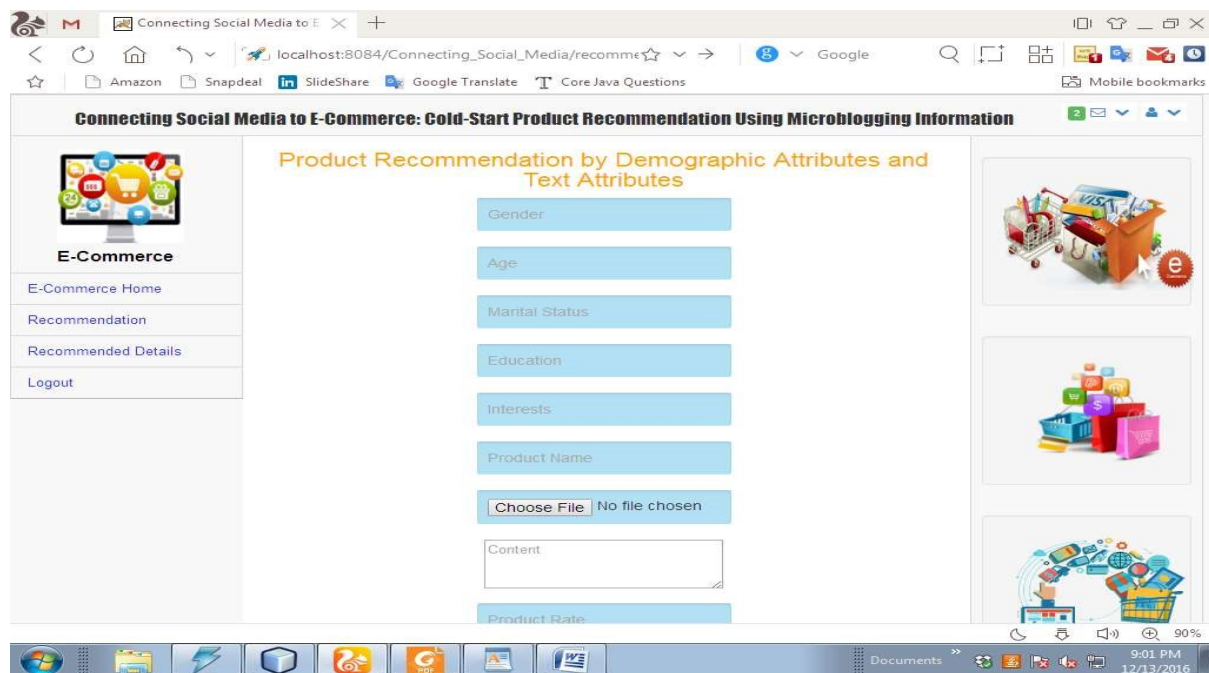 Connecting Social Media to E
localhost:8084/Connecting_Social_Media/recomme
Google
Amazon
Snapdeal
SlideShare
Google Translate
Core Java Questions
Mobile bookmarks
Connecting Social Media to E-Commerce: Cold-Start Product Recommendation Using Microblogging Information
2
Product Recommendation by Demographic Attributes and
Text Attributes
E-Commerce
E-Commerce Home
Recommendation
Recommended Details
Logout
Gender
Age
Marital Status
Education
Interests
Product Name
Choose File No file chosen
Content
Product Rate
VISA
90%
Documents
9:01 PM
12/13/2016